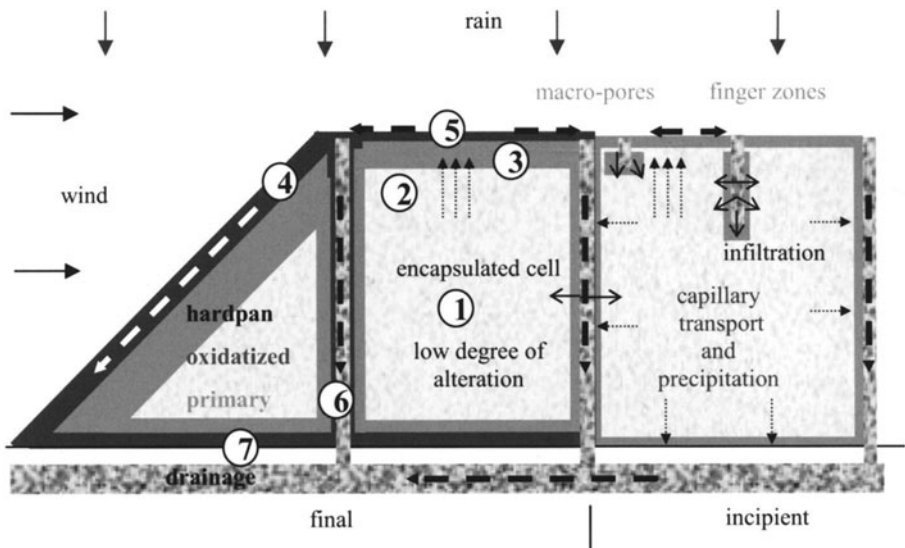 rain
macro-pores finger zones
5
3
4
2
wind
infiltration
encapsulated cell
1
capillary
transport
and
precipitation
hardpan
low degree of
alteration
oxidatized
primary
6
7
drainage
final incipient